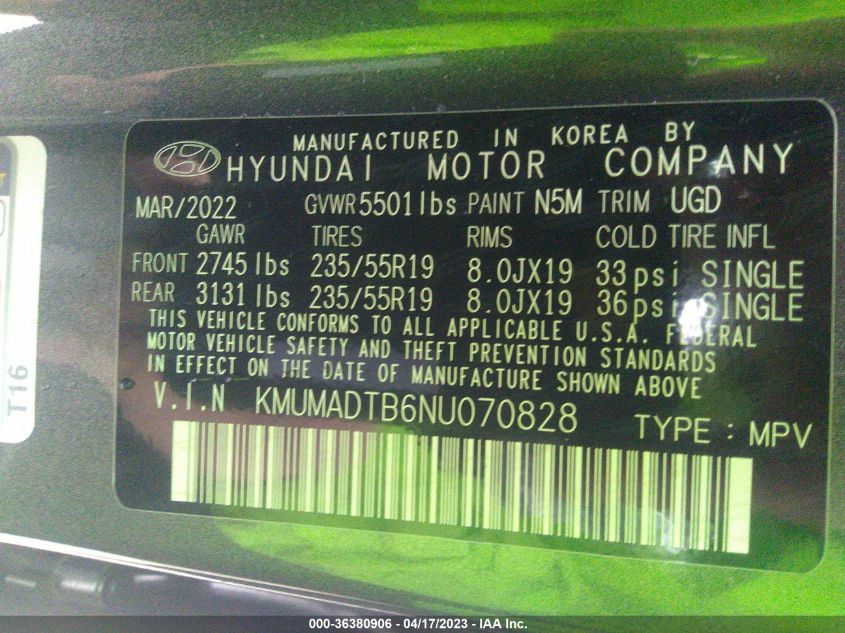 MANUFACTURED IN KOREA BY
HYUNDAI MOTOR COMPANY
MAR/2022 GVWR 5501 lbs PAINT N5M TRIM UGD
GAWR TIRES RIMS COLD TIRE INFL
FRONT 2745 lbs 235/55R19 8.0JX19 33 psi SINGLE
REAR 3131 lbs 235/55R19 8.0JX19 36 psi SINGLE
THIS VEHICLE CONFORMS TO ALL APPLICABLE U.S.A. FEDERAL
MOTOR VEHICLE SAFETY AND THEFT PREVENTION STANDARDS
IN EFFECT ON THE DATE OF MANUFACTURE SHOWN ABOVE
V.I.N KMUMADTB6NU070828 TYPE : MPV
T16
000-36380906 - 04/17/2023 - IAA Inc.